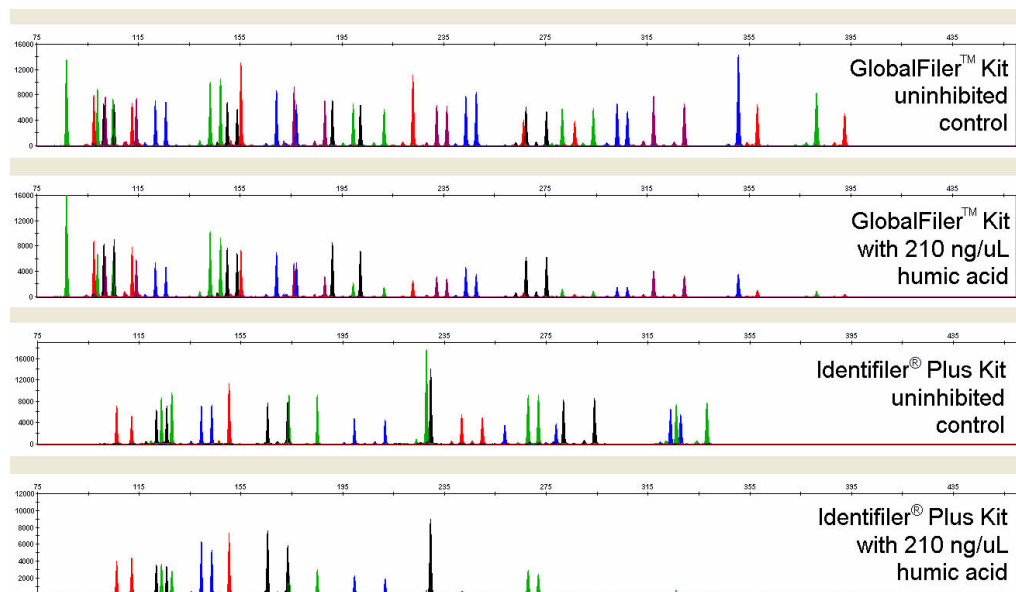 75 115 155 195 235 275 315 355 395 435
16000
12000
8000
4000
0
GlobalFiler™ Kit
uninhibited
control
75 115 155 195 235 275 315 355 395 435
16000
12000
8000
4000
0
GlobalFiler™ Kit
with 210 ng/uL
humic acid
75 115 155 195 235 275 315 355 395 435
16000
12000
8000
4000
0
Identifiler® Plus Kit
uninhibited
control
75 115 155 195 235 275 315 355 395 435
12000
10000
8000
6000
4000
2000
Identifiler® Plus Kit
with 210 ng/uL
humic acid